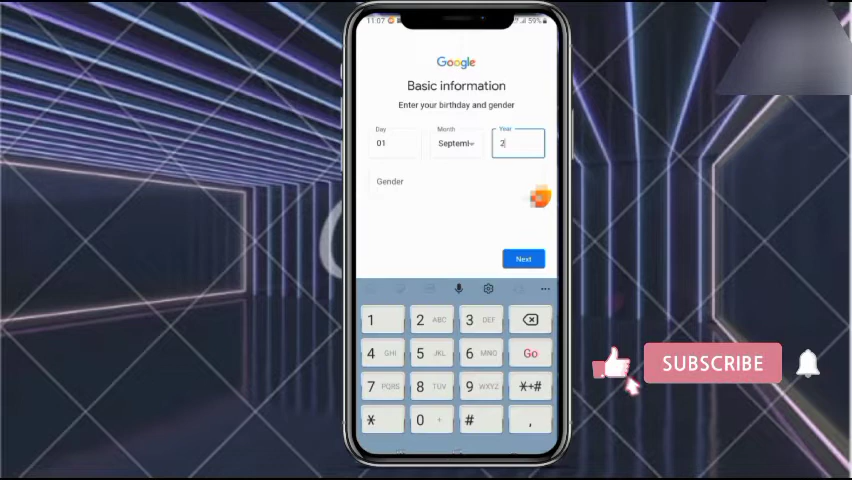 11:07
59%
Google
Basic information
Enter your birthday and gender
Day
Month
Year
01
Septeml
2
Gender
Next
1
2 ABC
3 DEF
4 GHI
5 JKL
6 MNO
Go
7 PQRS
8 TUV
9 WXYZ
*+#
*
0 +
#
,
SUBSCRIBE